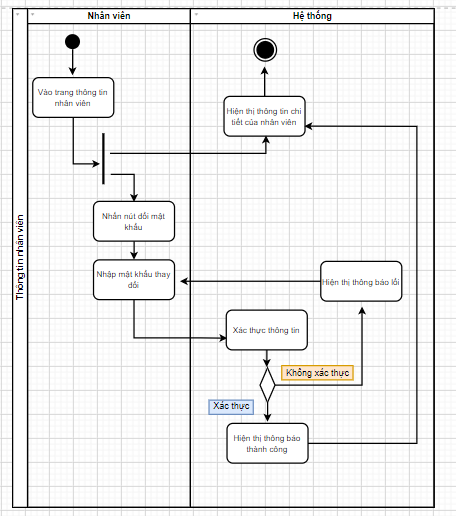 Nhân viên
Hệ thống
Thông tin nhân viên
Vào trang thông tin
nhân viên
Hiện thị thông tin chi
tiết của nhân viên
Nhấn nút đổi mật
khẩu
Nhập mật khẩu thay
đổi
Hiện thị thông báo lỗi
Xác thực thông tin
Không xác thực
Xác thực
Hiện thị thông báo
thành công